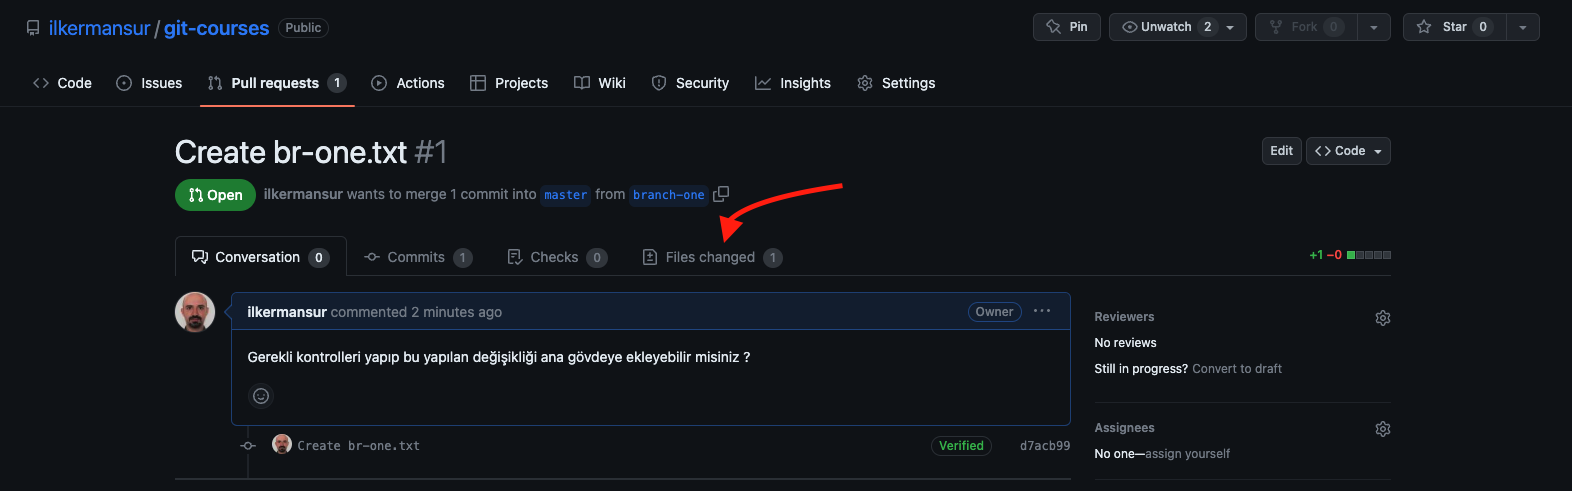 ilkermansur / git-courses Public
Pin Unwatch 2 Fork 0 Star 0
Code Issues Pull requests 1 Actions Projects Wiki Security Insights Settings
Create br-one.txt #1
Edit <> Code
Open ilkermansur wants to merge 1 commit into master from branch-one
Conversation 0 Commits 1 Checks 0 Files changed 1 +1 −0
ilkermansur commented 2 minutes ago Owner ···
Gerekli kontrolleri yapıp bu yapılan değişikliği ana gövdeye ekleyebilir misiniz ?
Create br-one.txt Verified d7acb99
Reviewers
No reviews
Still in progress? Convert to draft
Assignees
No one—assign yourself